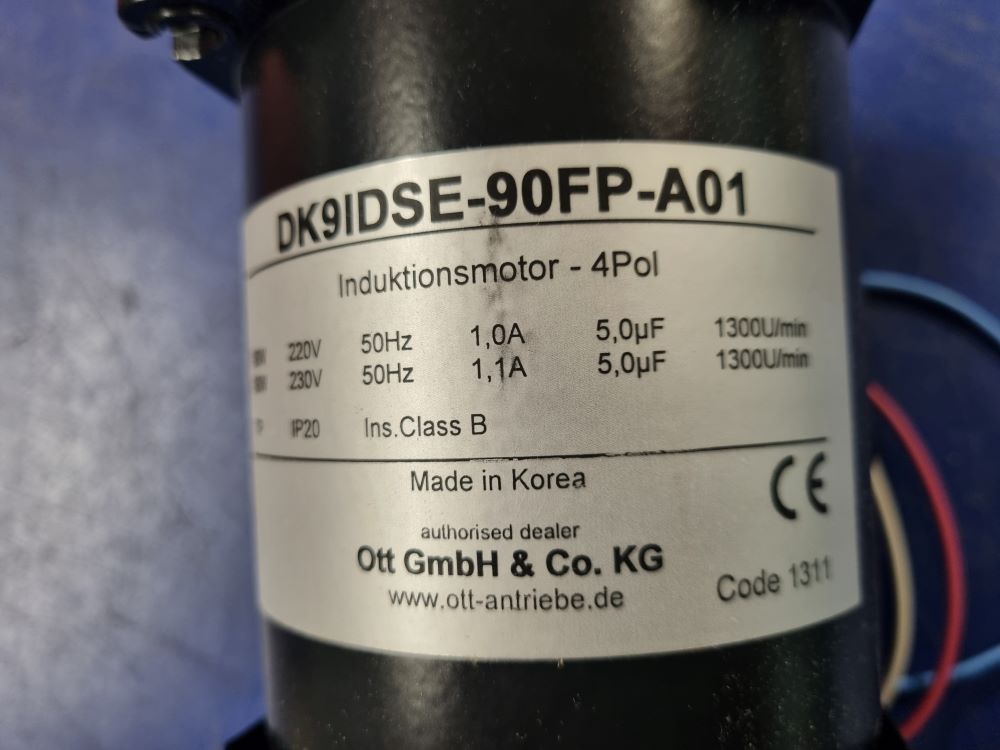 DK9IDSE-90FP-A01
Induktionsmotor - 4Pol
220V 50Hz 1,0A 5,0µF 1300U/min
230V 50Hz 1,1A 5,0µF 1300U/min
IP20 Ins.Class B
Made in Korea
CE
authorised dealer
Ott GmbH & Co. KG
www.ott-antriebe.de
Code 1311